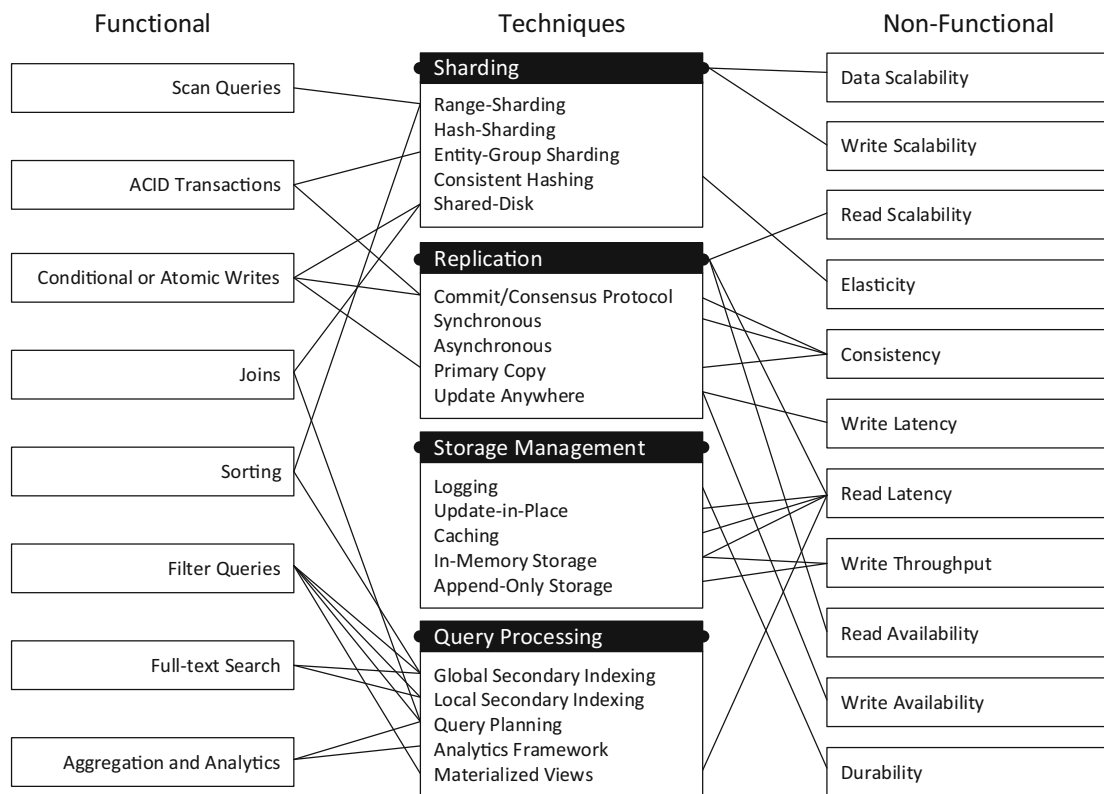 Functional
Techniques
Non-Functional
Scan Queries
ACID Transactions
Conditional or Atomic Writes
Joins
Sorting
Filter Queries
Full-text Search
Aggregation and Analytics
Sharding
Range-Sharding
Hash-Sharding
Entity-Group Sharding
Consistent Hashing
Shared-Disk
Replication
Commit/Consensus Protocol
Synchronous
Asynchronous
Primary Copy
Update Anywhere
Storage Management
Logging
Update-in-Place
Caching
In-Memory Storage
Append-Only Storage
Query Processing
Global Secondary Indexing
Local Secondary Indexing
Query Planning
Analytics Framework
Materialized Views
Data Scalability
Write Scalability
Read Scalability
Elasticity
Consistency
Write Latency
Read Latency
Write Throughput
Read Availability
Write Availability
Durability